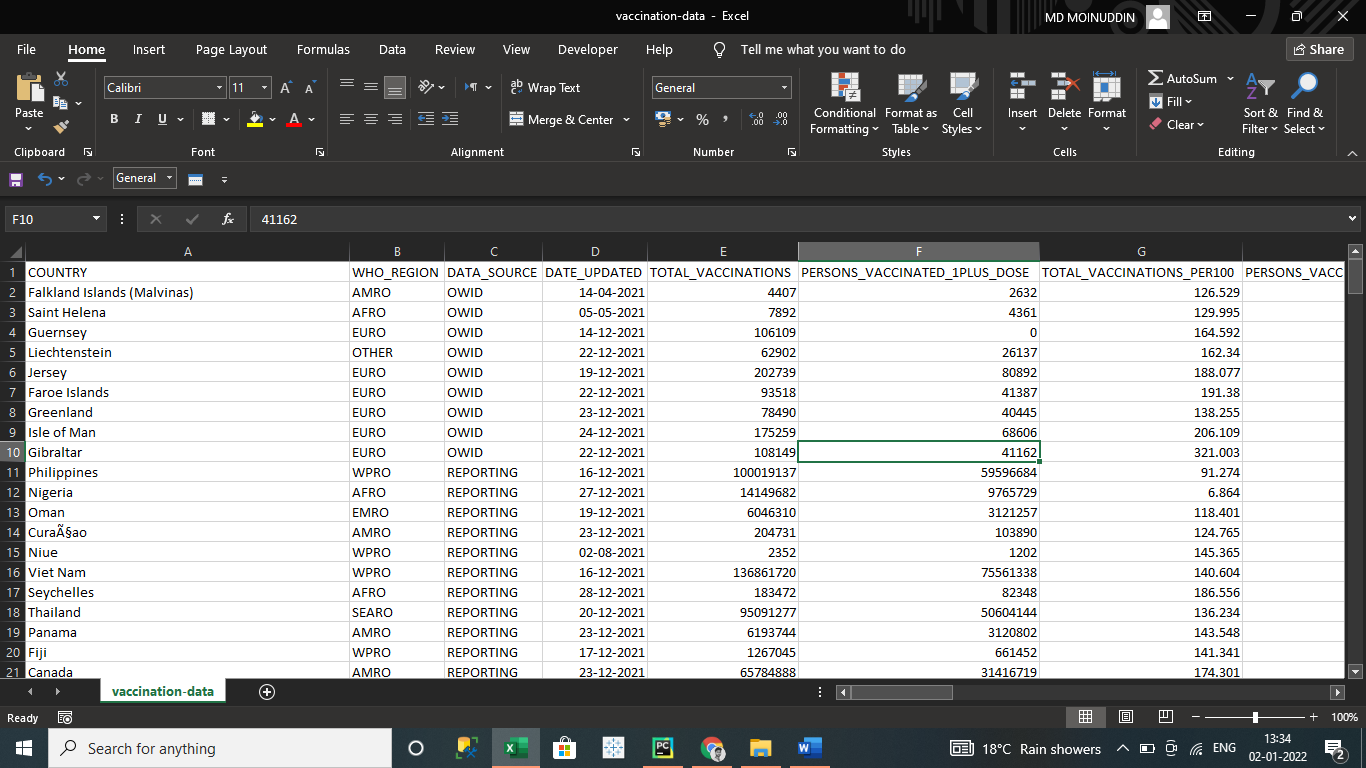 vaccination-data - Excel
MD MOINUDDIN
File Home Insert Page Layout Formulas Data Review View Developer Help Tell me what you want to do Share
Calibri 11 ab Wrap Text General AutoSum
Paste Conditional Format as Cell Insert Delete Format Fill Sort & Find &
B I U Merge & Center % Formatting Table Styles Clear Filter Select
Clipboard Font Alignment Number Styles Cells Editing
General
F10 fx 41162
A B C D E F G
1 COUNTRY WHO_REGION DATA_SOURCE DATE_UPDATED TOTAL_VACCINATIONS PERSONS_VACCINATED_1PLUS_DOSE TOTAL_VACCINATIONS_PER100 PERSONS_VACC
2 Falkland Islands (Malvinas) AMRO OWID 14-04-2021 4407 2632 126.529
3 Saint Helena AFRO OWID 05-05-2021 7892 4361 129.995
4 Guernsey EURO OWID 14-12-2021 106109 0 164.592
5 Liechtenstein OTHER OWID 22-12-2021 62902 26137 162.34
6 Jersey EURO OWID 19-12-2021 202739 80892 188.077
7 Faroe Islands EURO OWID 22-12-2021 93518 41387 191.38
8 Greenland EURO OWID 23-12-2021 78490 40445 138.255
9 Isle of Man EURO OWID 24-12-2021 175259 68606 206.109
10 Gibraltar EURO OWID 22-12-2021 108149 41162 321.003
11 Philippines WPRO REPORTING 16-12-2021 100019137 59596684 91.274
12 Nigeria AFRO REPORTING 27-12-2021 14149682 9765729 6.864
13 Oman EMRO REPORTING 19-12-2021 6046310 3121257 118.401
14 CuraÃ§ao AMRO REPORTING 23-12-2021 204731 103890 124.765
15 Niue WPRO REPORTING 02-08-2021 2352 1202 145.365
16 Viet Nam WPRO REPORTING 16-12-2021 136861720 75561338 140.604
17 Seychelles AFRO REPORTING 28-12-2021 183472 82348 186.556
18 Thailand SEARO REPORTING 20-12-2021 95091277 50604144 136.234
19 Panama AMRO REPORTING 23-12-2021 6193744 3120802 143.548
20 Fiji WPRO REPORTING 17-12-2021 1267045 661452 141.341
21 Canada AMRO REPORTING 23-12-2021 65784888 31416719 174.301
vaccination-data
Ready 100%
Search for anything 18°C Rain showers ENG 13:34
02-01-2022 2